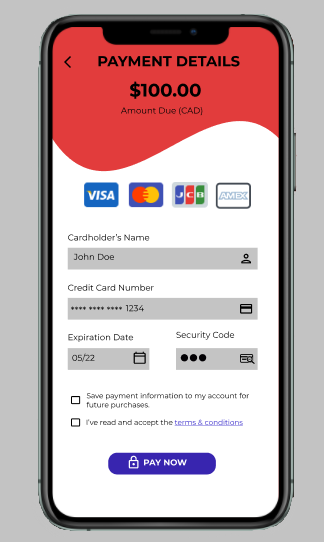 PAYMENT DETAILS
$100.00
Amount Due (CAD)
VISA
JCB
AMEX
Cardholder's Name
John Doe
Credit Card Number
**** **** **** 1234
Expiration Date
Security Code
05/22
●●●
Save payment information to my account for
future purchases.
I've read and accept the terms & conditions
PAY NOW